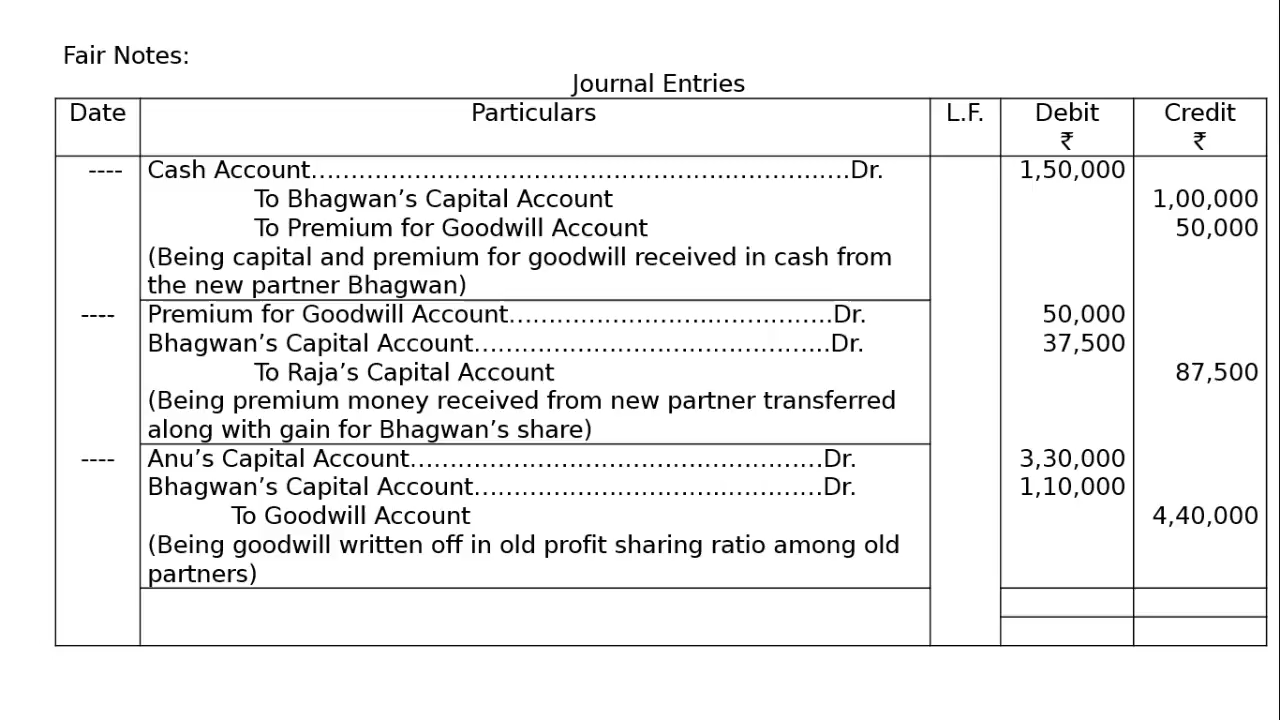 Fair Notes:
Journal Entries
Date Particulars L.F. Debit Credit
₹ ₹
---- Cash Account……………………………………………………………Dr. 1,50,000
To Bhagwan’s Capital Account 1,00,000
To Premium for Goodwill Account 50,000
(Being capital and premium for goodwill received in cash from
the new partner Bhagwan)
---- Premium for Goodwill Account…………………………………..Dr. 50,000
Bhagwan’s Capital Account……………………………………...Dr. 37,500
To Raja’s Capital Account 87,500
(Being premium money received from new partner transferred
along with gain for Bhagwan’s share)
---- Anu’s Capital Account……………………………………………..Dr. 3,30,000
Bhagwan’s Capital Account………………………………………Dr. 1,10,000
To Goodwill Account 4,40,000
(Being goodwill written off in old profit sharing ratio among old
partners)